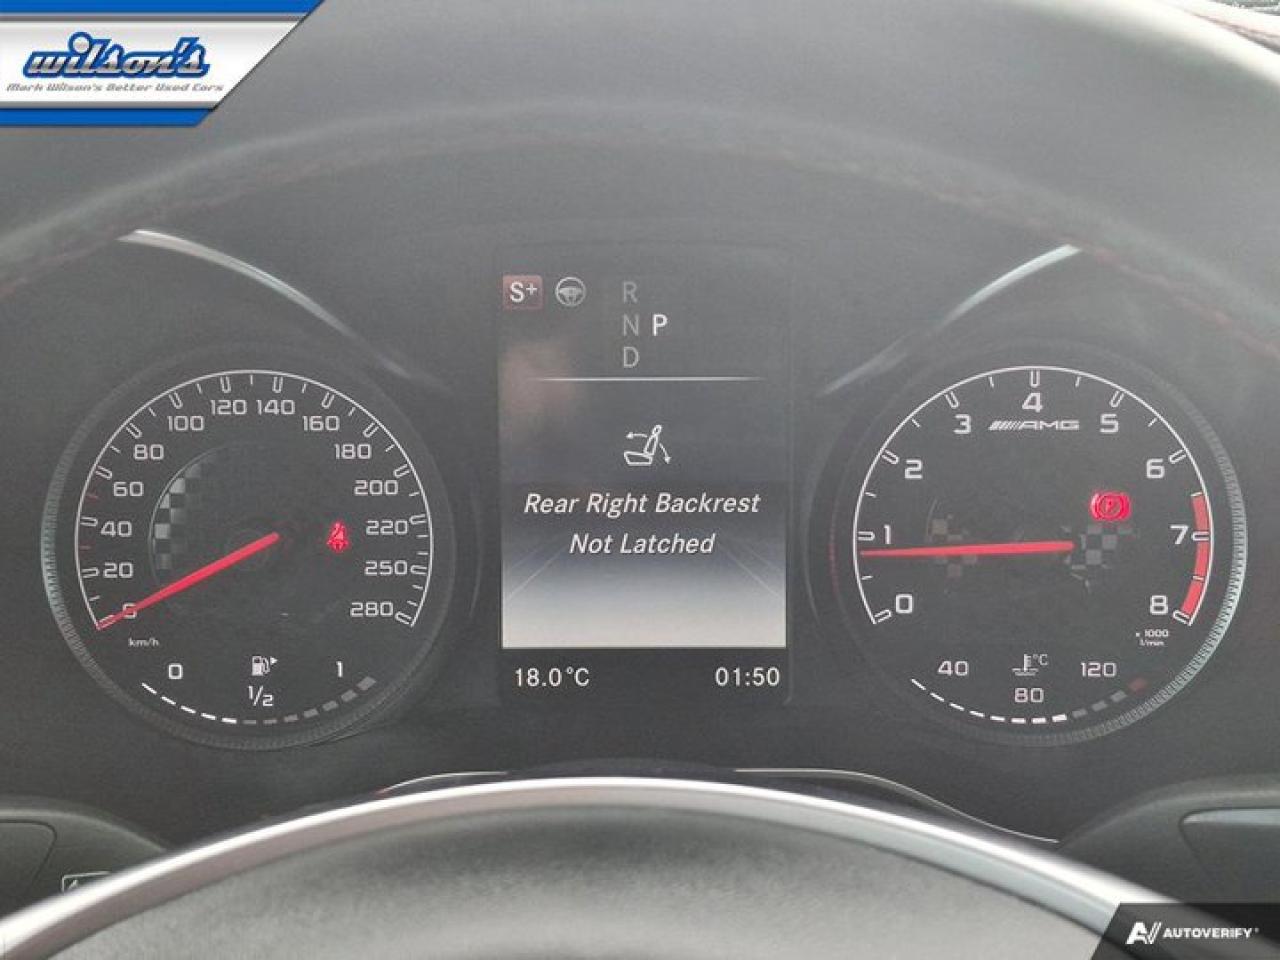 wilson's
Mark Wilson's Better Used Cars
S+
R
N P
D
Rear Right Backrest
Not Latched
18.0°C
01:50
0
20
40
60
80
100
120
140
160
180
200
220
250
280
km/h
0
1/2
1
0
1
2
3
4
5
6
7
8
AMG
x 1000
1/min
P
°C
40
80
120
AUTOVERIFY